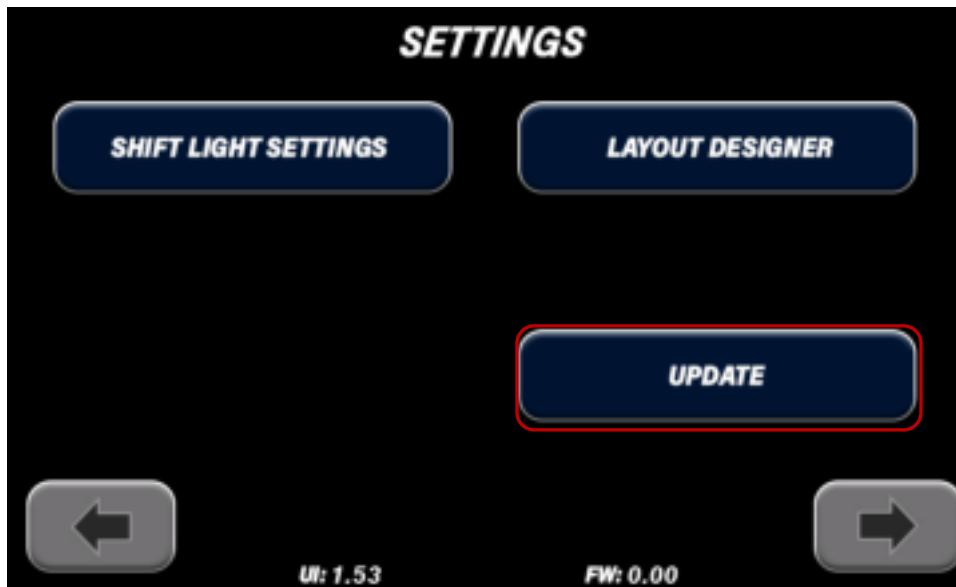 SETTINGS
SHIFT LIGHT SETTINGS
LAYOUT DESIGNER
UPDATE
UI: 1.53
FW: 0.00